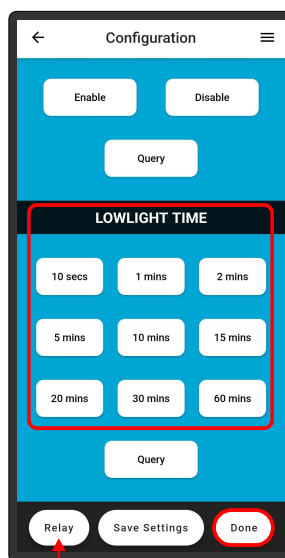 Configuration
Enable Disable
Query
LOWLIGHT TIME
10 secs 1 mins 2 mins
5 mins 10 mins 15 mins
20 mins 30 mins 60 mins
Query
Relay Save Settings Done